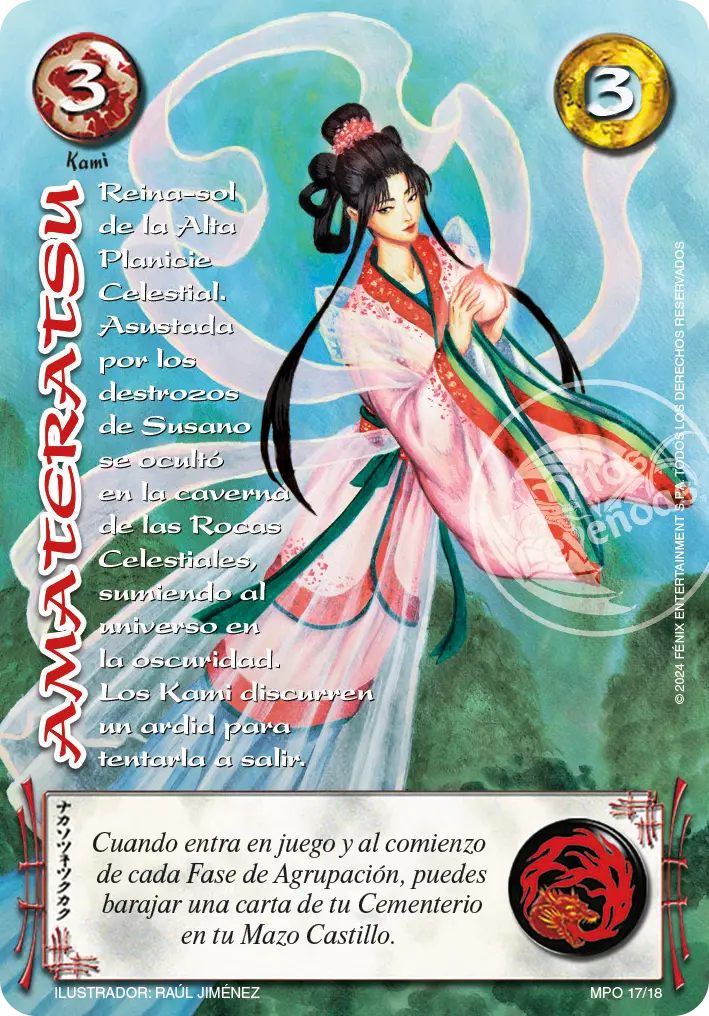 3
3
Kami
AMATERATSU
Reina-sol
de la Alta
Planicie
Celestial.
Asustada
por los
destrozos
de Susano
se ocultó
en la caverna
de las Rocas
Celestiales,
sumiendo al
universo en
la oscuridad.
Los Kami discurren
un ardid para
tentarla a salir.
© 2024 FÉNIX ENTERTAINMENT S.P.A. TODOS LOS DERECHOS RESERVADOS
Mitos
y
Leyendas
ナカソツネツクカク
Cuando entra en juego y al comienzo
de cada Fase de Agrupación, puedes
barajar una carta de tu Cementerio
en tu Mazo Castillo.
ILUSTRADOR: RAÚL JIMÉNEZ
MPO 17/18